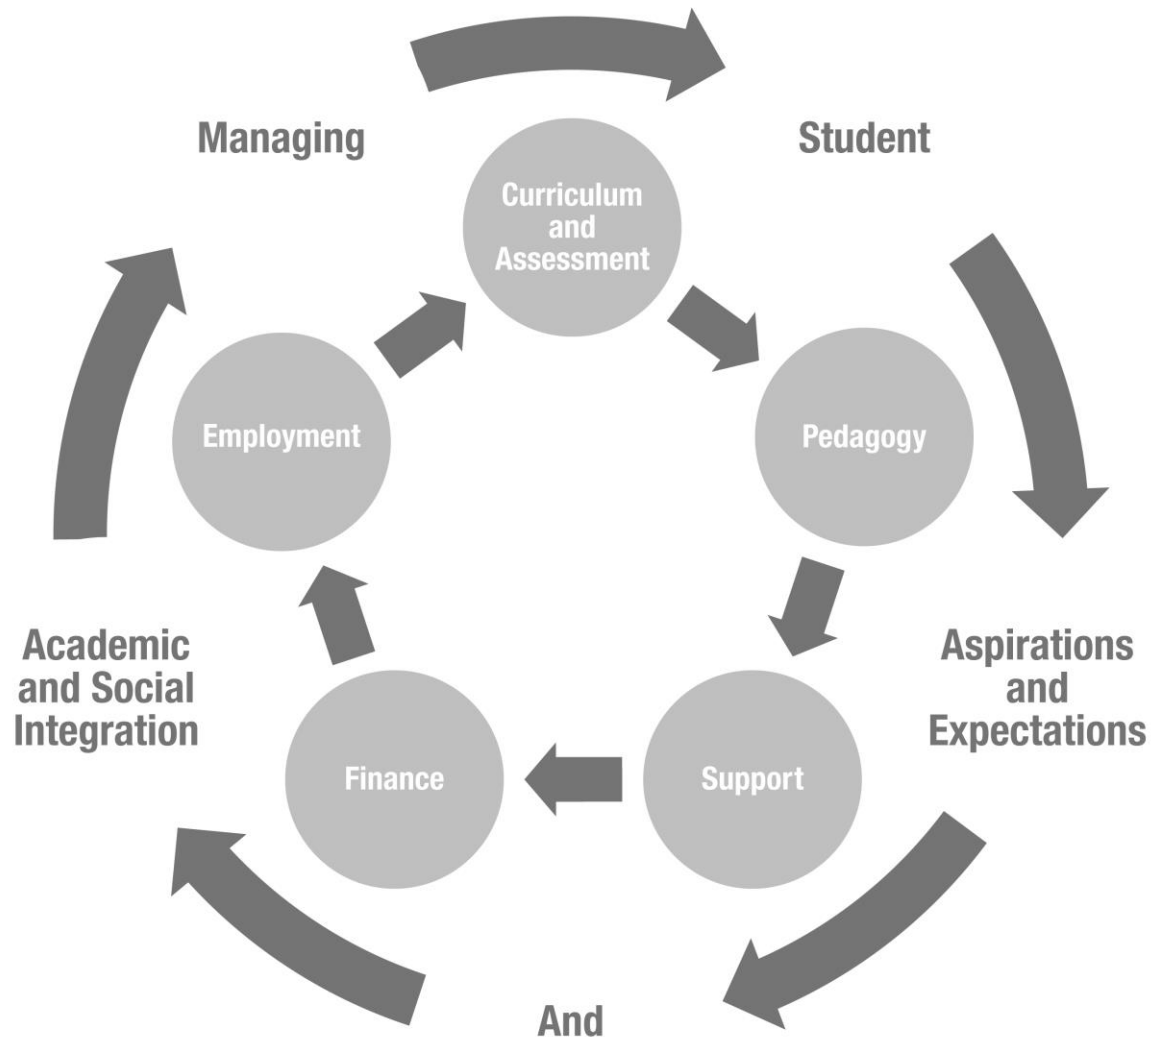 Managing
Student
Curriculum
and
Assessment
Employment
Pedagogy
Academic
and Social
Integration
Aspirations
and
Expectations
Finance
Support
And